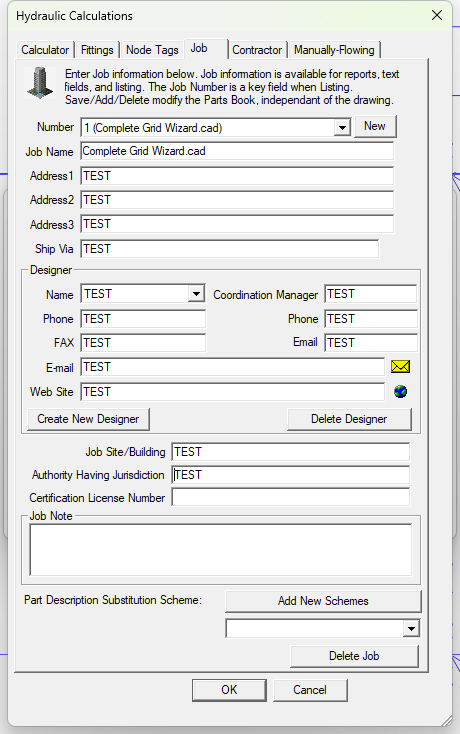 Hydraulic Calculations
Calculator Fittings Node Tags Job Contractor Manually-Flowing
Enter Job information below. Job information is available for reports, text
fields, and listing. The Job Number is a key field when Listing.
Save/Add/Delete modify the Parts Book, independant of the drawing.
Number 1 (Complete Grid Wizard.cad) New
Job Name Complete Grid Wizard.cad
Address1 TEST
Address2 TEST
Address3 TEST
Ship Via TEST
Designer
Name TEST Coordination Manager TEST
Phone TEST Phone TEST
FAX TEST Email TEST
E-mail TEST
Web Site TEST
Create New Designer Delete Designer
Job Site/Building TEST
Authority Having Jurisdiction TEST
Certification License Number
Job Note
Part Description Substitution Scheme: Add New Schemes
Delete Job
OK Cancel